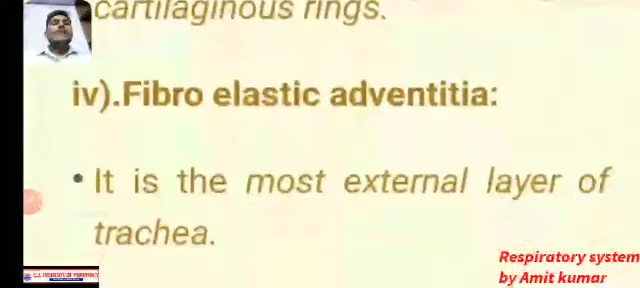 cartilaginous rings.
iv).Fibro elastic adventitia:
• It is the most external layer of
trachea.
Respiratory system
by Amit kumar